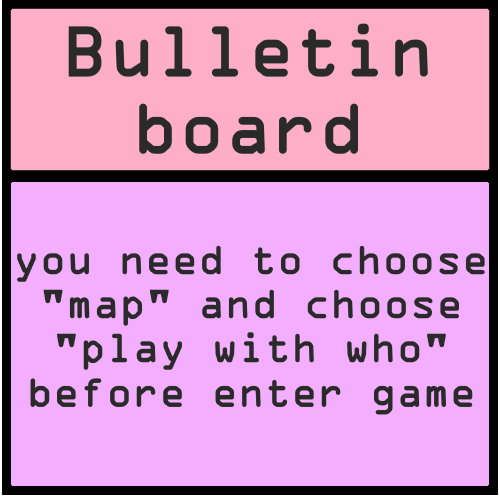 Bulletin
board
you need to choose
"map" and choose
"play with who"
before enter game